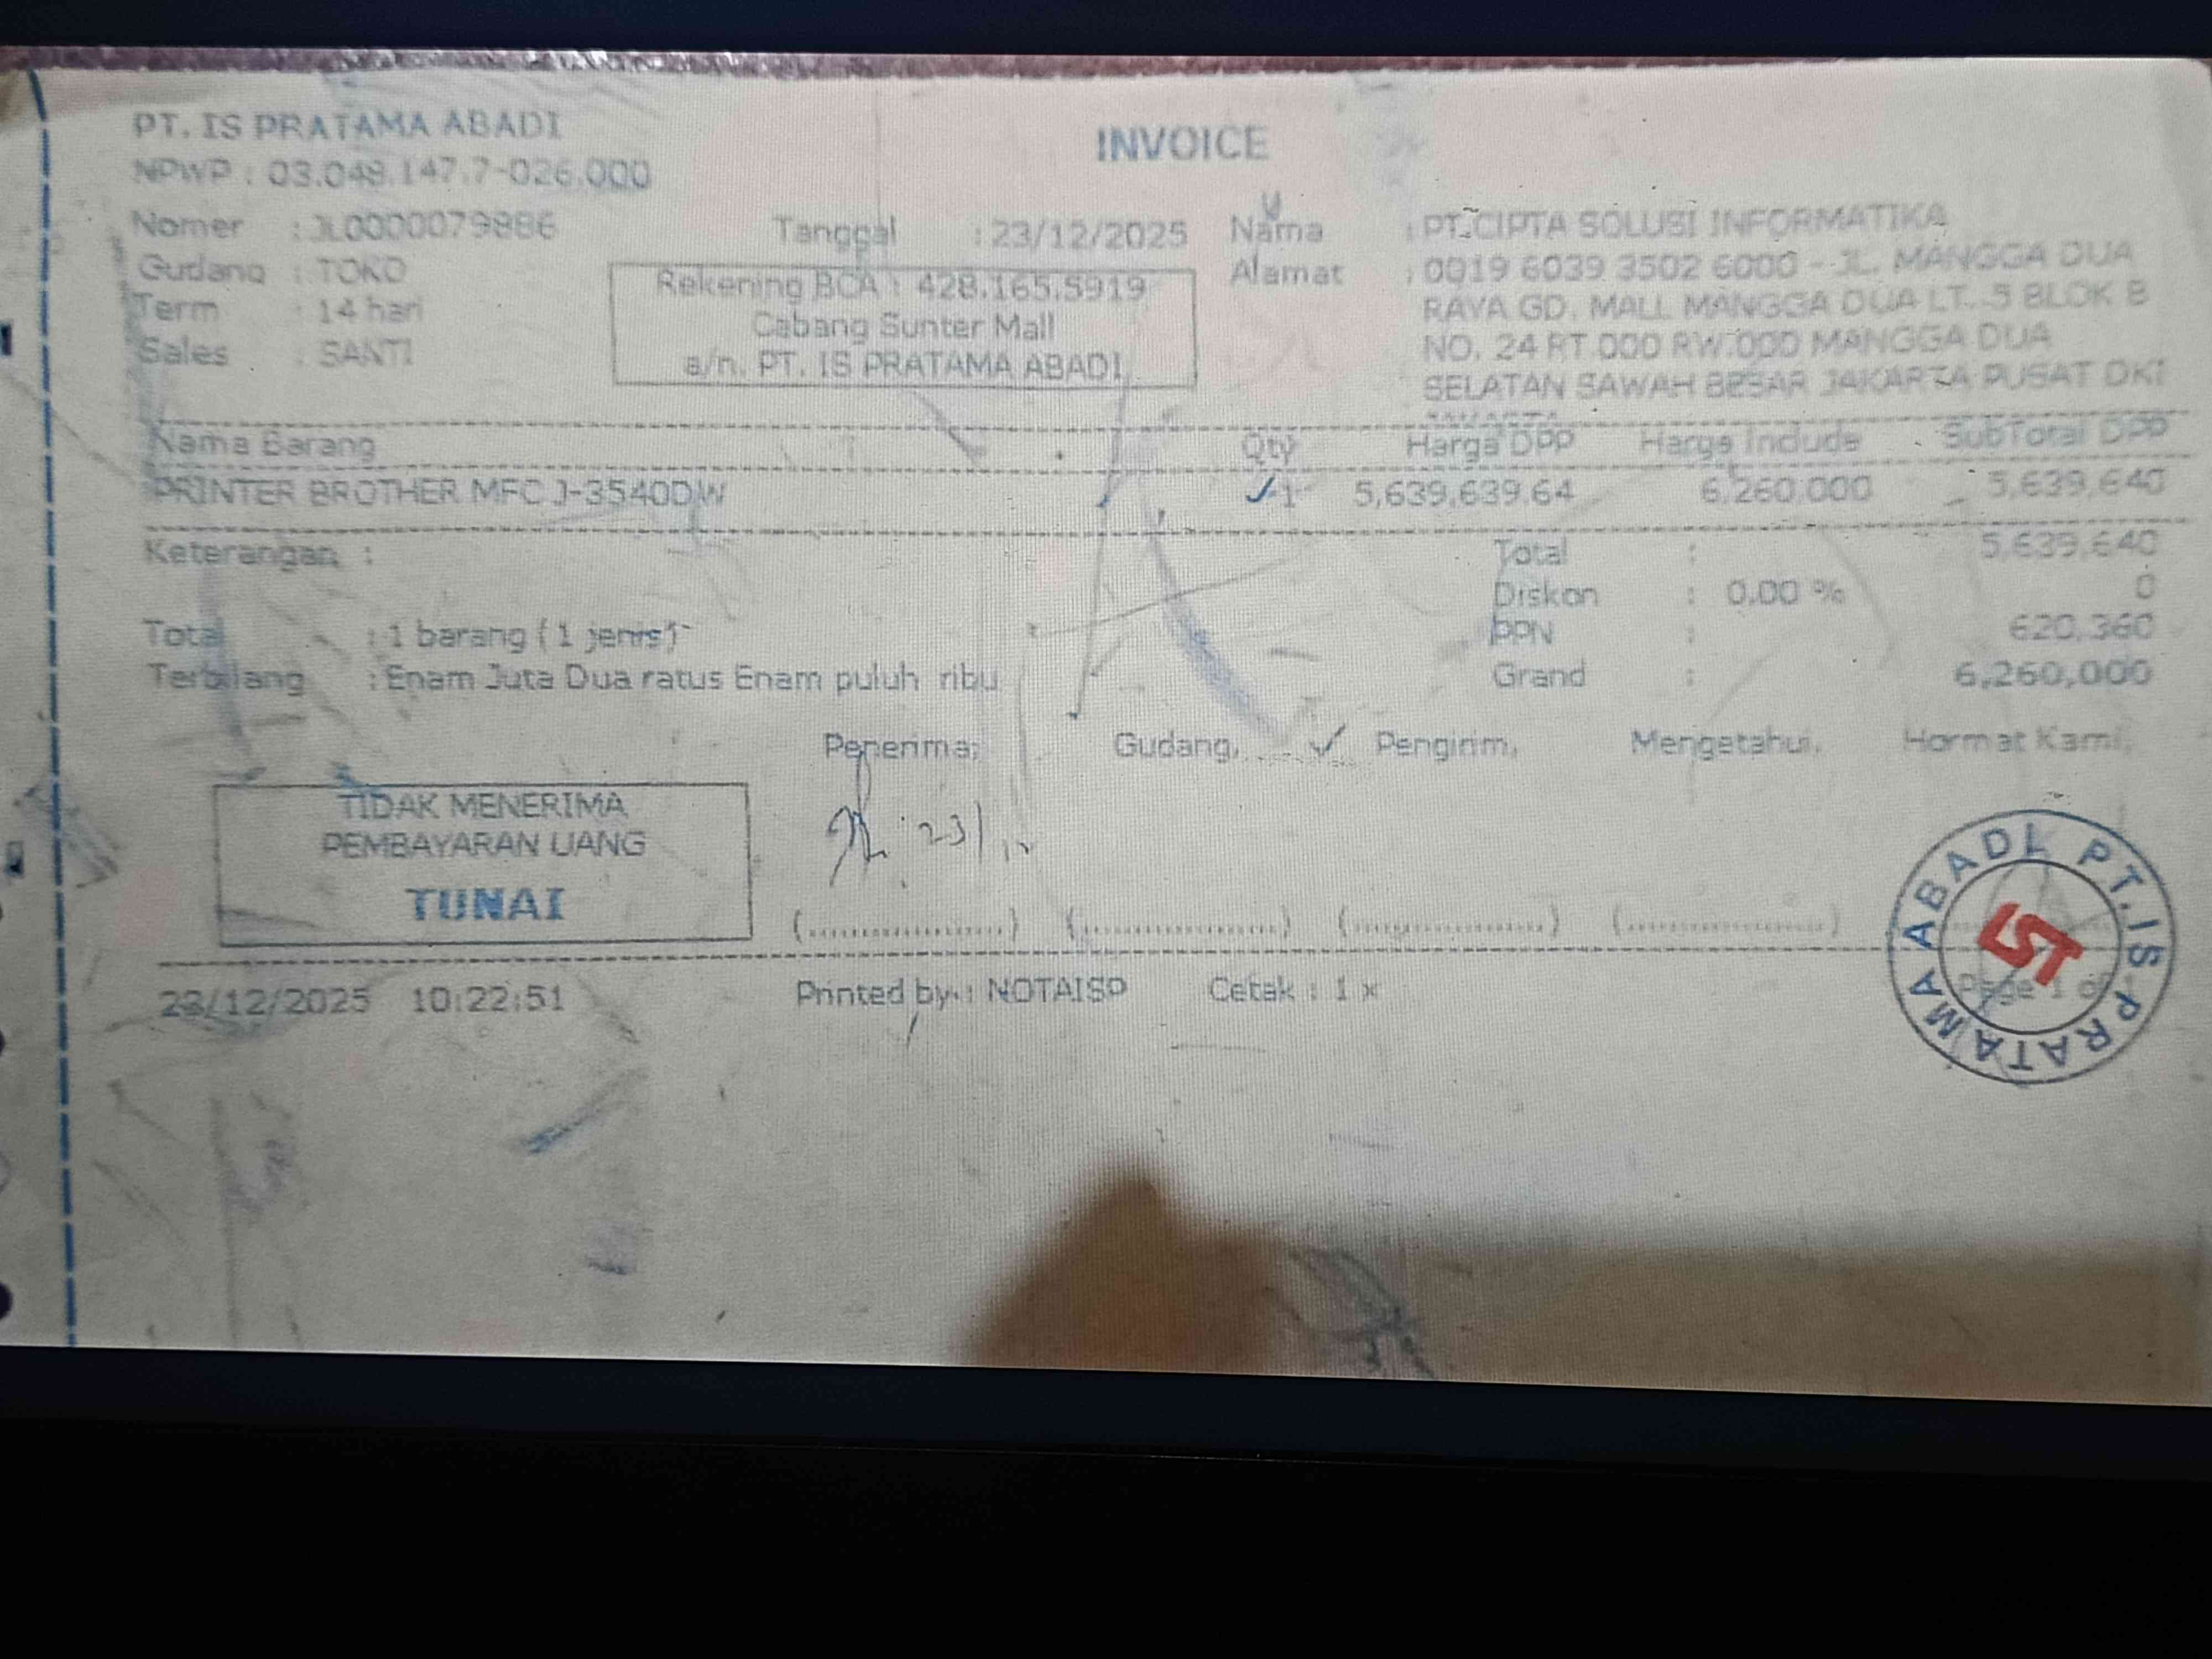 PT. IS PRATAMA ABADI
INVOICE
NPWP : 03.048.147.7-026.000
Nomer : JL0000079886
Tanggal : 23/12/2025
Nama : PT. CIPTA SOLUSI INFORMATIKA
Gudang : TOKO
Rekening BCA : 428.165.5919
Alamat : 0019 6039 3502 6000 - JL. MANGGA DUA
RAYA GD. MALL MANGGA DUA LT. 5 BLOK B
Term : 14 hari
Cabang Sunter Mall
NO. 24 RT.000 RW.000 MANGGA DUA
Sales : SANTI
a/n. PT. IS PRATAMA ABADI
SELATAN SAWAH BESAR JAKARTA PUSAT DKI
JAKARTA
Nama Barang Qty Harga DPP Harga Include SubTotal DPP
PRINTER BROTHER MFC J-3540DW 1 5,639,639.64 6,260,000 5,639,640
Keterangan :
Total : 5,639,640
Diskon : 0.00 % 0
Total : 1 barang (1 jenis)
PPN : 620,360
Terbilang : Enam Juta Dua ratus Enam puluh ribu
Grand : 6,260,000
Penerima, Gudang, Pengirim, Mengetahui, Hormat Kami,
TIDAK MENERIMA
PEMBAYARAN UANG
TUNAI
23/12
PT. IS PRATAMA ABADI
IST
23/12/2025 10:22:51 Printed by : NOTAISP Cetak : 1 x Page 1 of